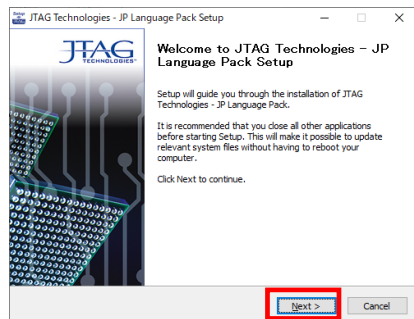 JTAG Technologies - JP Language Pack Setup
JTAG
TECHNOLOGIES®
Welcome to JTAG Technologies - JP
Language Pack Setup
Setup will guide you through the installation of JTAG
Technologies - JP Language Pack.
It is recommended that you close all other applications
before starting Setup. This will make it possible to update
relevant system files without having to reboot your
computer.
Click Next to continue.
Next >
Cancel